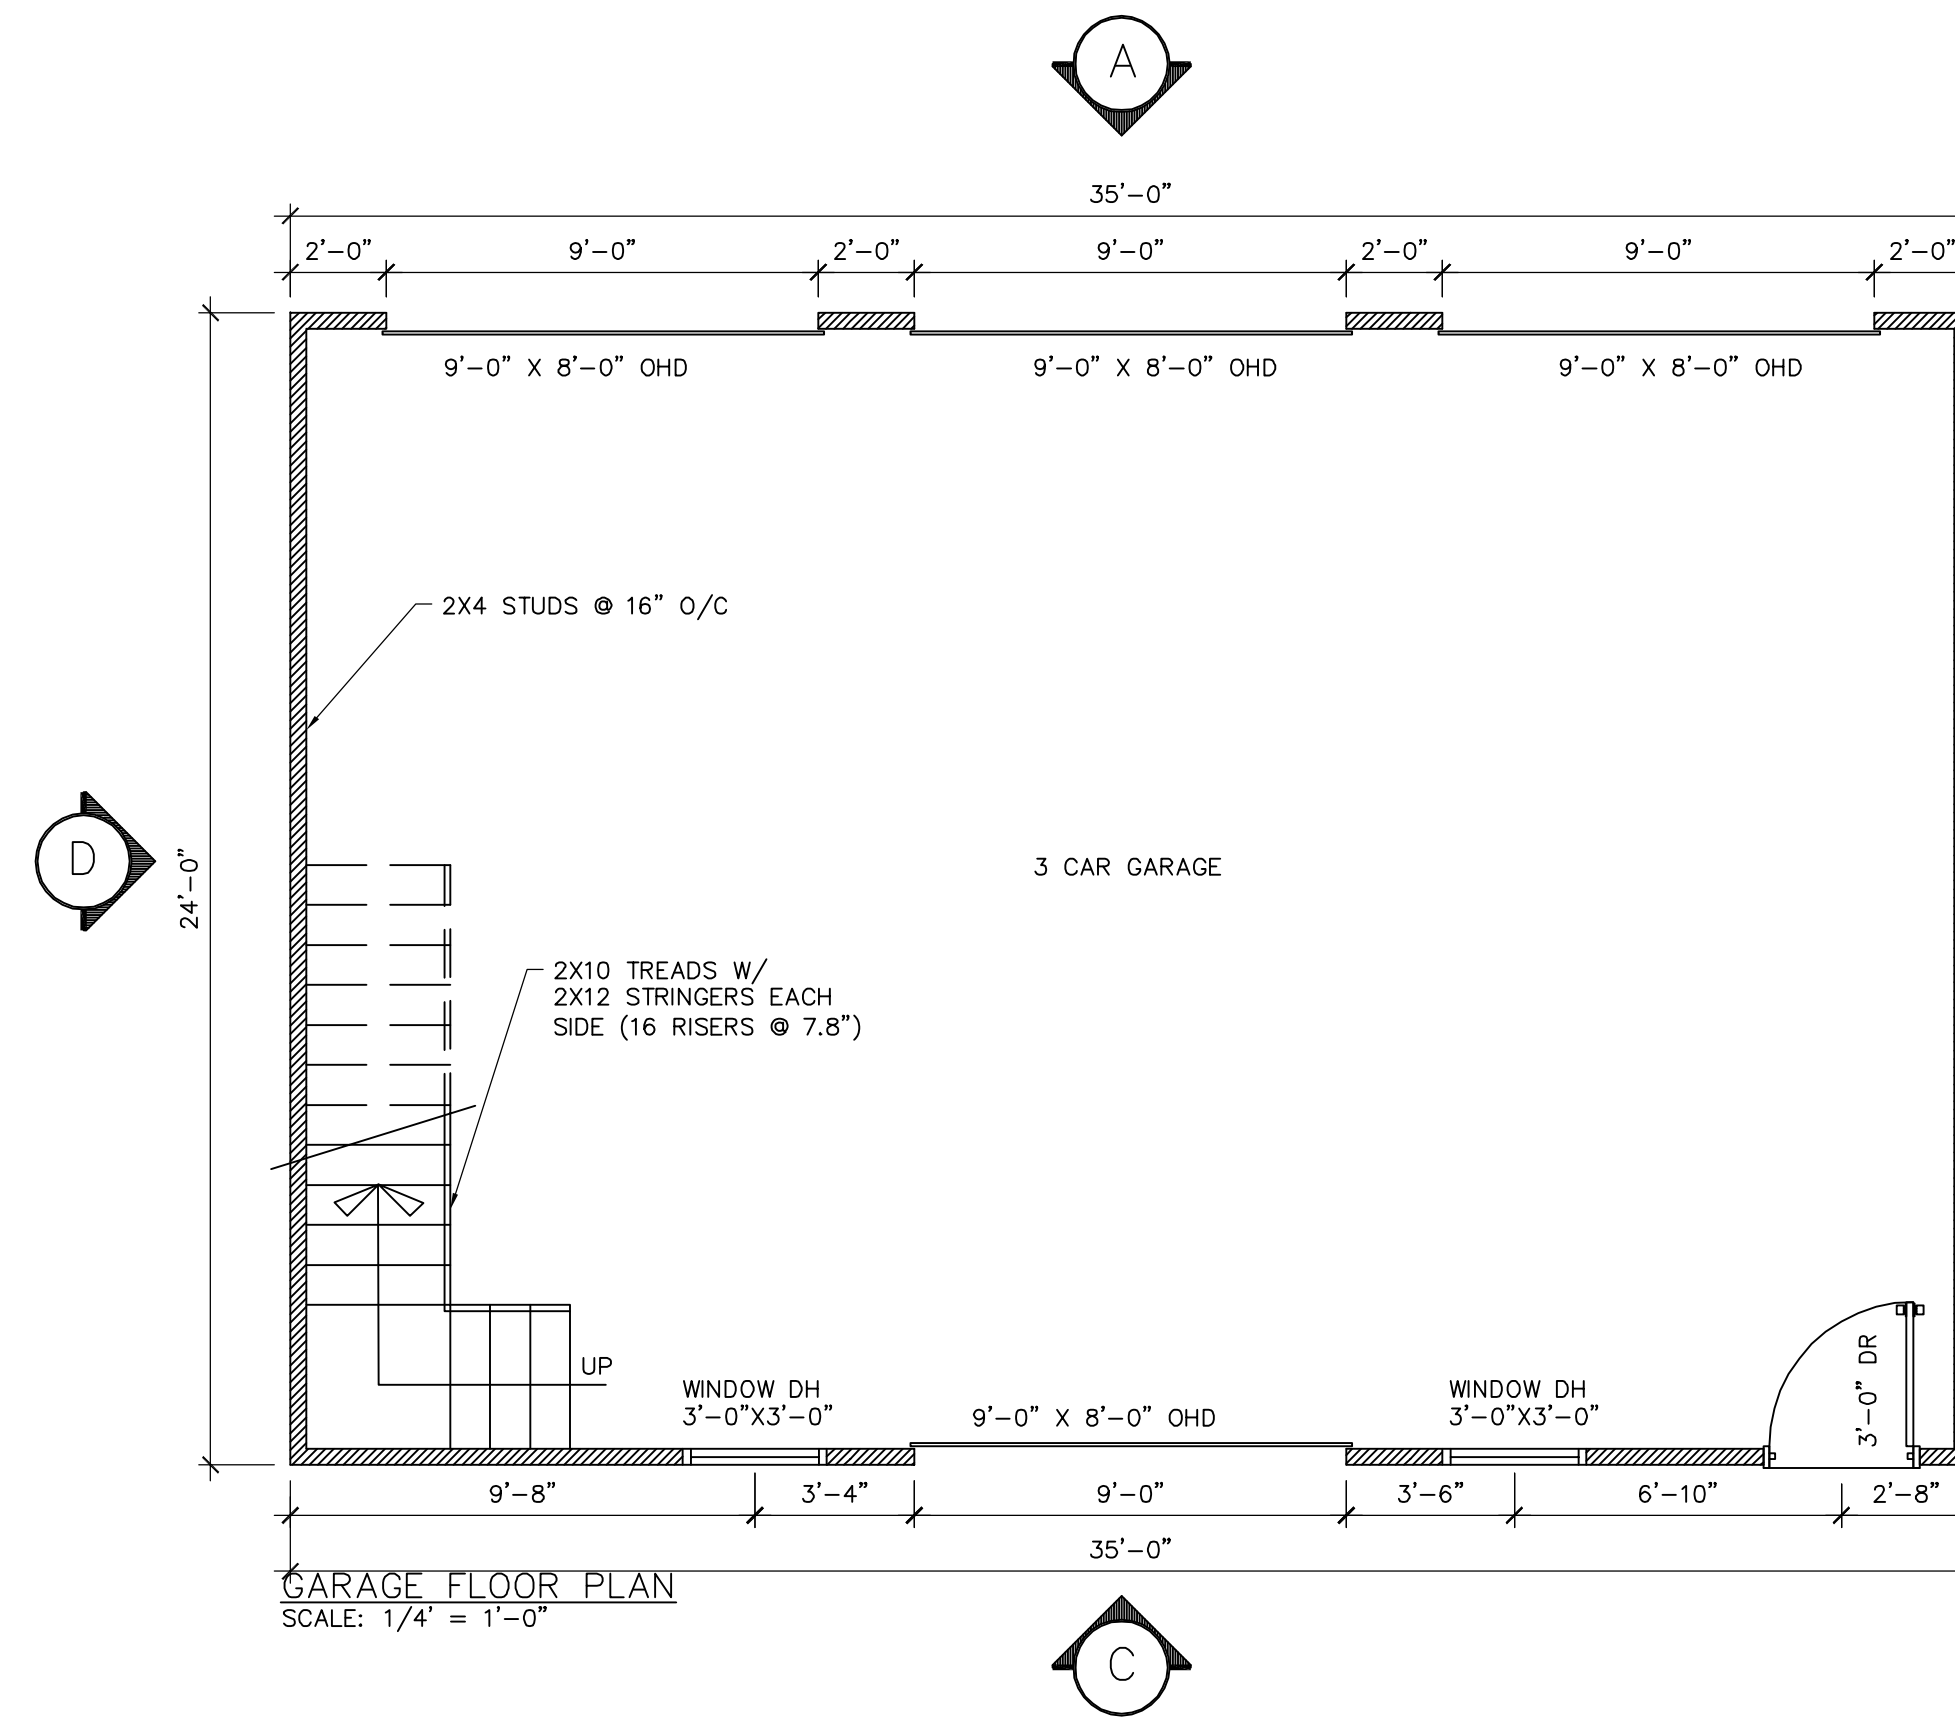 A
35'-0"
2'-0" 9'-0" 2'-0" 9'-0" 2'-0" 9'-0" 2'-0"
9'-0" X 8'-0" OHD 9'-0" X 8'-0" OHD 9'-0" X 8'-0" OHD
2X4 STUDS @ 16" O/C
D
24'-0"
3 CAR GARAGE
2X10 TREADS W/
2X12 STRINGERS EACH
SIDE (16 RISERS @ 7.8")
UP
WINDOW DH
3'-0"X3'-0"
9'-0" X 8'-0" OHD
WINDOW DH
3'-0"X3'-0"
3'-0" DR
9'-8" 3'-4" 9'-0" 3'-6" 6'-10" 2'-8"
35'-0"
GARAGE FLOOR PLAN
SCALE: 1/4' = 1'-0"
C